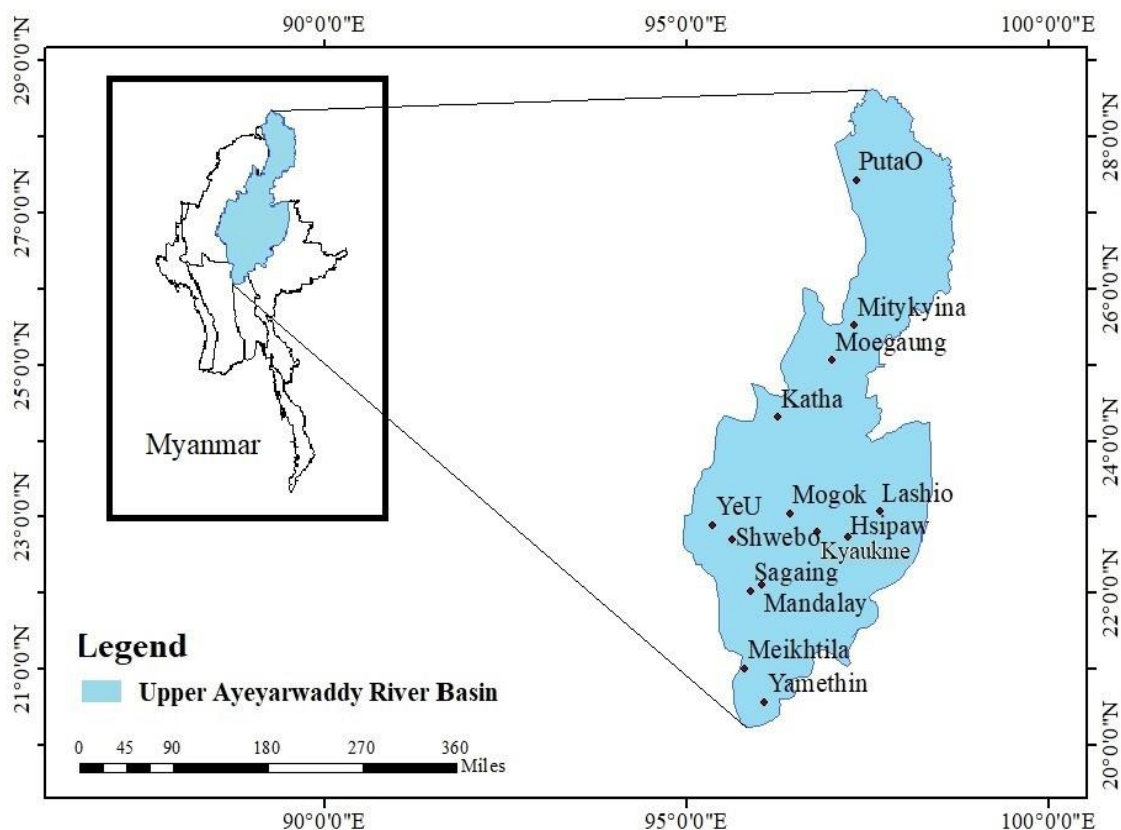 90°0'0"E 95°0'0"E 100°0'0"E
29°0'0"N
27°0'0"N
25°0'0"N
23°0'0"N
21°0'0"N
28°0'0"N
26°0'0"N
24°0'0"N
22°0'0"N
20°0'0"N
Myanmar
PutaO
Mitykyina
Moegaung
Katha
Mogok
Lashio
YeU
Hsipaw
Shwebo
Kyaukme
Sagaing
Mandalay
Meikhtila
Yamethin
Legend
Upper Ayeyarwaddy River Basin
0 45 90 180 270 360
Miles
90°0'0"E 95°0'0"E 100°0'0"E